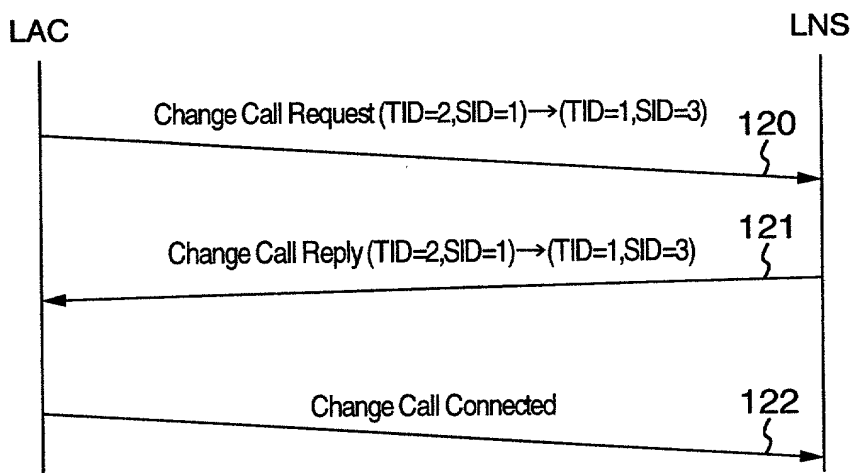 LAC
LNS
Change Call Request (TID=2,SID=1)→(TID=1,SID=3)
120
121
Change Call Reply (TID=2,SID=1)→(TID=1,SID=3)
Change Call Connected
122